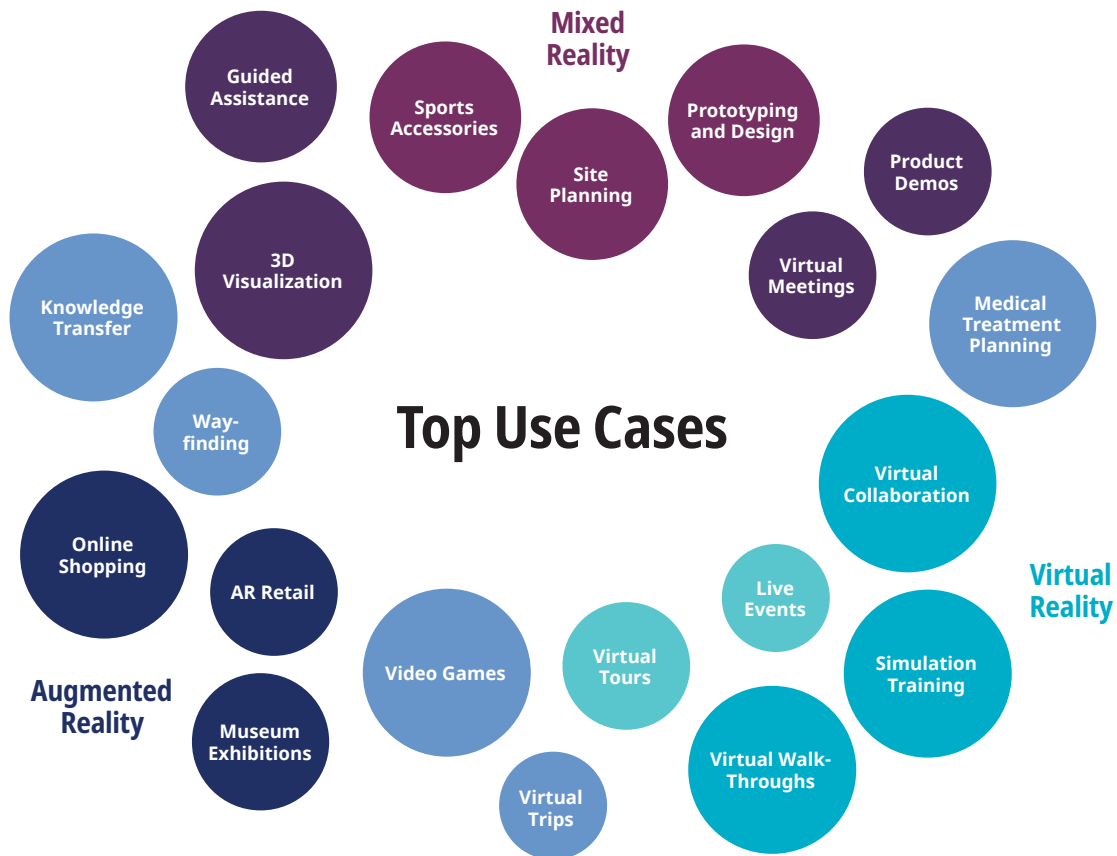 Mixed
Reality
Guided
Assistance
Sports
Accessories
Prototyping
and Design
Site
Planning
Product
Demos
3D
Visualization
Virtual
Meetings
Knowledge
Transfer
Medical
Treatment
Planning
Way-
finding
Top Use Cases
Virtual
Collaboration
Online
Shopping
AR Retail
Live
Events
Virtual
Reality
Video Games
Virtual
Tours
Simulation
Training
Augmented
Reality
Museum
Exhibitions
Virtual Walk-
Throughs
Virtual
Trips